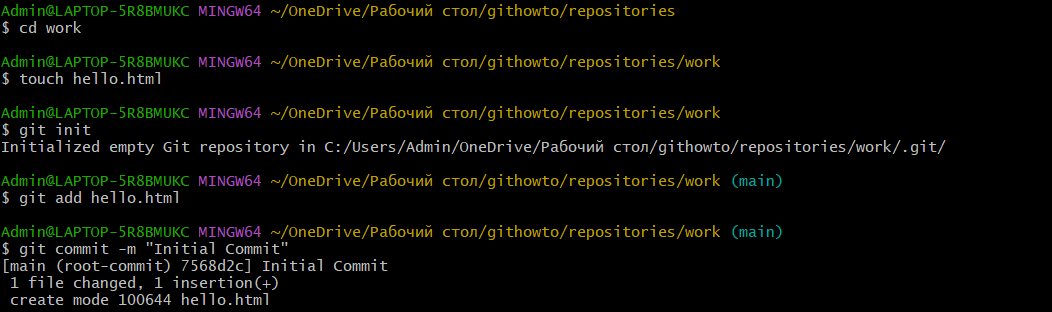 Admin@LAPTOP-5R8BMUKC MINGW64 ~/OneDrive/Рабочий стол/githowto/repositories
$ cd work
Admin@LAPTOP-5R8BMUKC MINGW64 ~/OneDrive/Рабочий стол/githowto/repositories/work
$ touch hello.html
Admin@LAPTOP-5R8BMUKC MINGW64 ~/OneDrive/Рабочий стол/githowto/repositories/work
$ git init
Initialized empty Git repository in C:/Users/Admin/OneDrive/Рабочий стол/githowto/repositories/work/.git/
Admin@LAPTOP-5R8BMUKC MINGW64 ~/OneDrive/Рабочий стол/githowto/repositories/work (main)
$ git add hello.html
Admin@LAPTOP-5R8BMUKC MINGW64 ~/OneDrive/Рабочий стол/githowto/repositories/work (main)
$ git commit -m "Initial Commit"
[main (root-commit) 7568d2c] Initial Commit
 1 file changed, 1 insertion(+)
 create mode 100644 hello.html